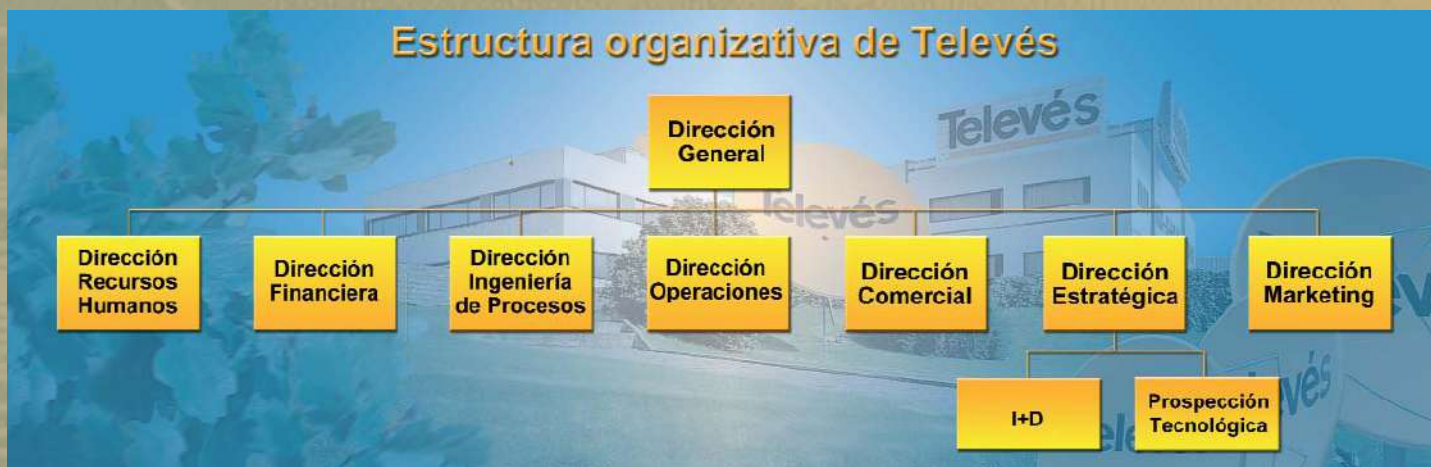 Estructura organizativa de Televés
Televés
Dirección
General
Televés
Dirección
Recursos
Humanos
Dirección
Financiera
Dirección
Ingeniería
de Procesos
Dirección
Operaciones
Dirección
Comercial
Dirección
Estratégica
Dirección
Marketing
I+D
Prospección
Tecnológica